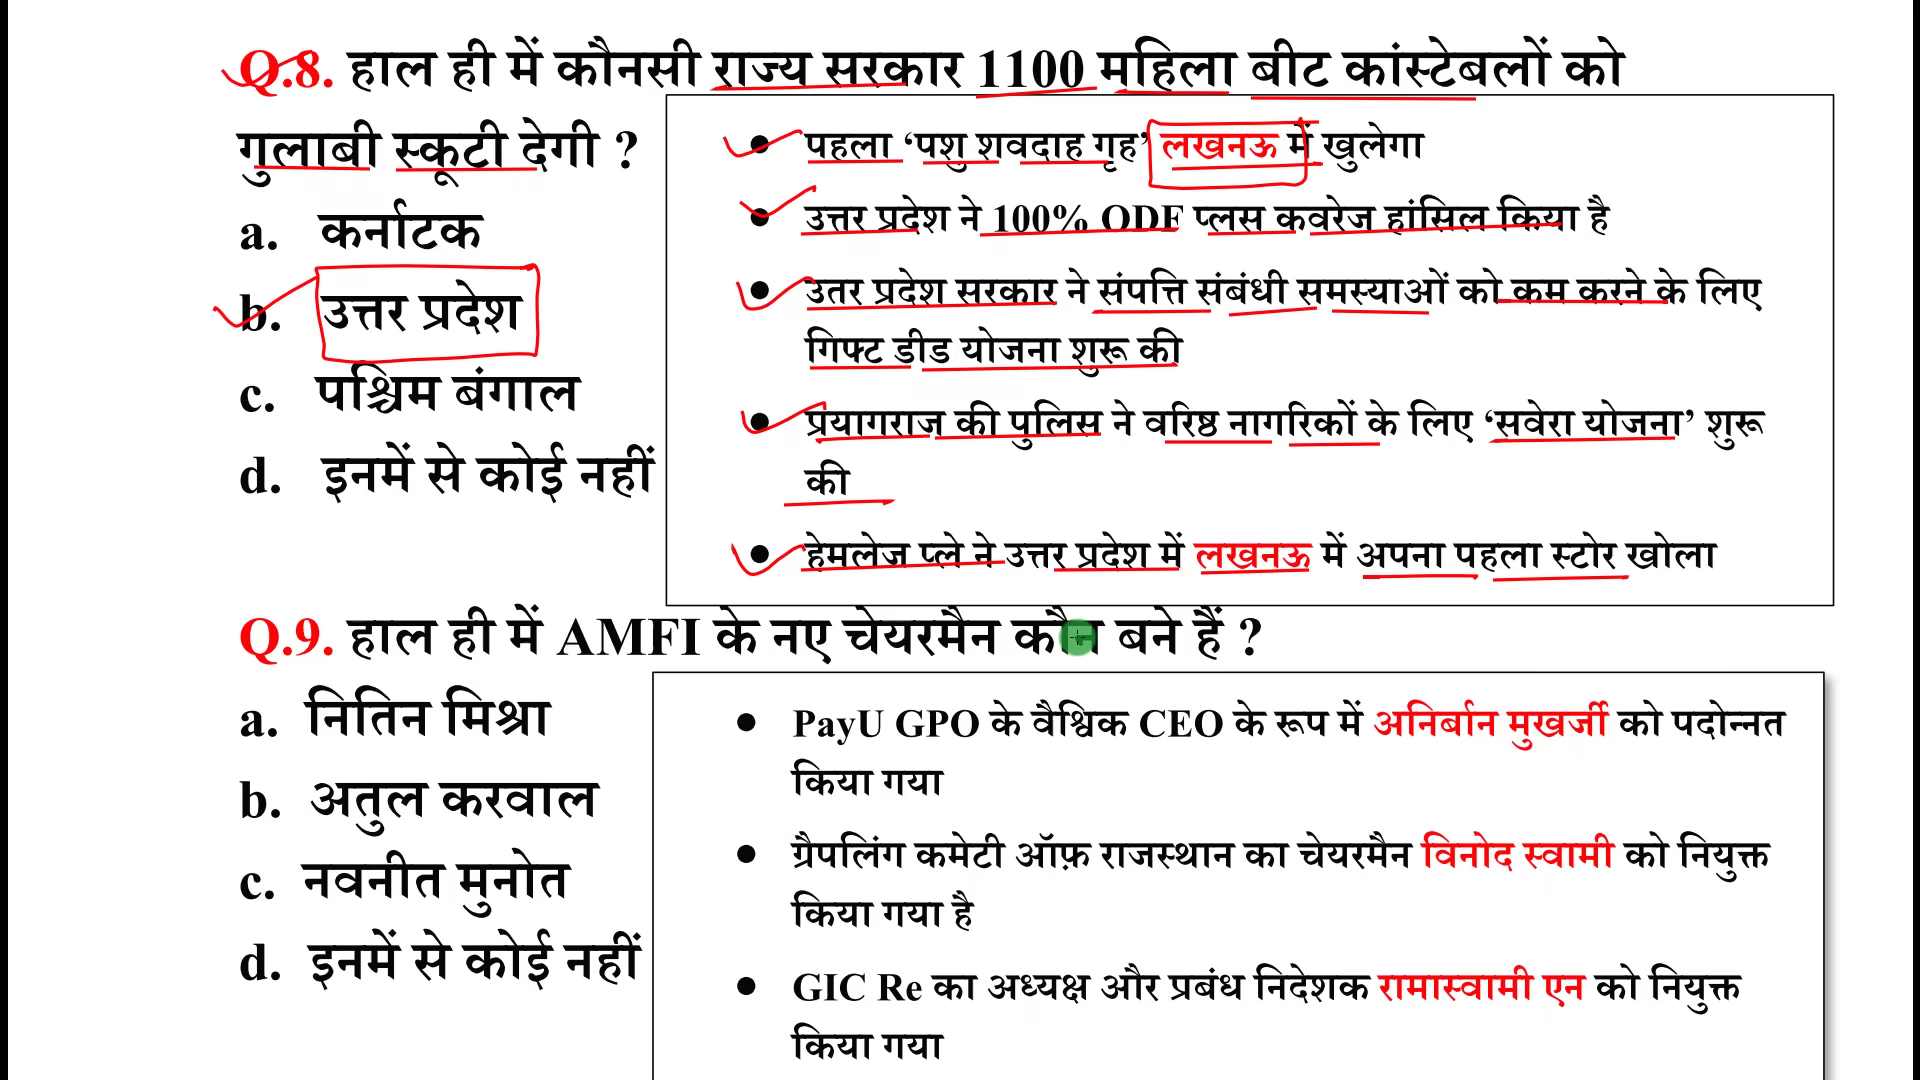 Q.8. हाल ही में कौनसी राज्य सरकार 1100 महिला बीट कांस्टेबलों को
गुलाबी स्कूटी देगी ?
a. कर्नाटक
b. उत्तर प्रदेश
c. पश्चिम बंगाल
d. इनमें से कोई नहीं
• पहला ‘पशु शवदाह गृह’ लखनऊ में खुलेगा
• उत्तर प्रदेश ने 100% ODF प्लस कवरेज हांसिल किया है
• उतर प्रदेश सरकार ने संपत्ति संबंधी समस्याओं को कम करने के लिए
गिफ्ट डीड योजना शुरू की
• प्रयागराज की पुलिस ने वरिष्ठ नागरिकों के लिए ‘सवेरा योजना’ शुरू
की
• हेमलेज प्ले ने उत्तर प्रदेश में लखनऊ में अपना पहला स्टोर खोला
Q.9. हाल ही में AMFI के नए चेयरमैन कौन बने हैं ?
a. नितिन मिश्रा
b. अतुल करवाल
c. नवनीत मुनोत
d. इनमें से कोई नहीं
• PayU GPO के वैश्विक CEO के रूप में अनिर्बान मुखर्जी को पदोन्नत
किया गया
• ग्रैपलिंग कमेटी ऑफ़ राजस्थान का चेयरमैन विनोद स्वामी को नियुक्त
किया गया है
• GIC Re का अध्यक्ष और प्रबंध निदेशक रामास्वामी एन को नियुक्त
किया गया